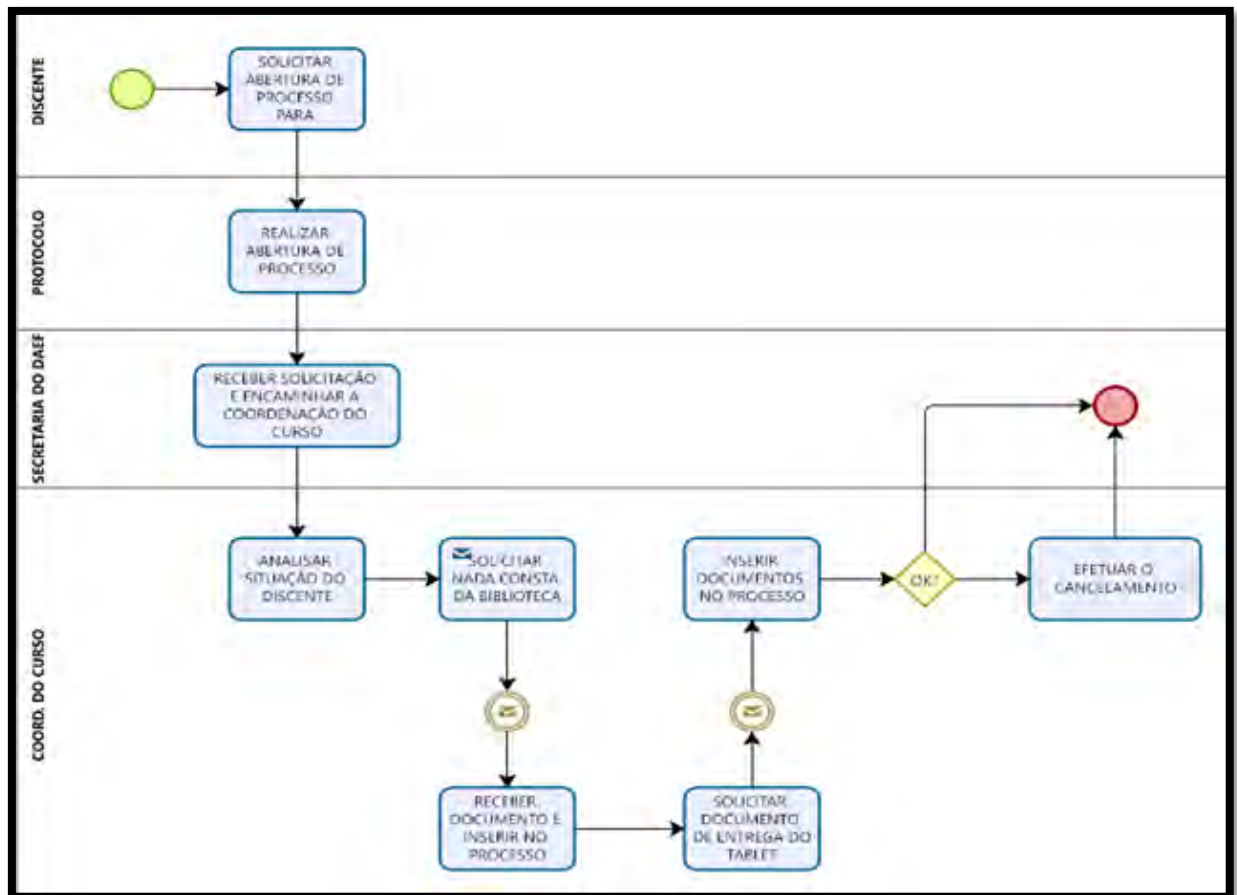 DISCENTE
SOLICITAR
ABERTURA DE
PROCESSO
PARA
PROTOCOLO
REALIZAR
ABERTURA DE
PROCESSO
SECRETARIA DO DAEF
RECEBER SOLICITAÇÃO
E ENCAMINHAR A
COORDENAÇÃO DO
CURSO
COORD. DO CURSO
ANALISAR
SITUAÇÃO DO
DISCENTE
SOLICITAR
NADA CONSTA
DA BIBLIOTECA
RECEBER
DOCUMENTO E
INSERIR NO
PROCESSO
SOLICITAR
DOCUMENTO
DE ENTREGA DO
TABLET
INSERIR
DOCUMENTOS
NO PROCESSO
OK?
EFETUAR O
CANCELAMENTO